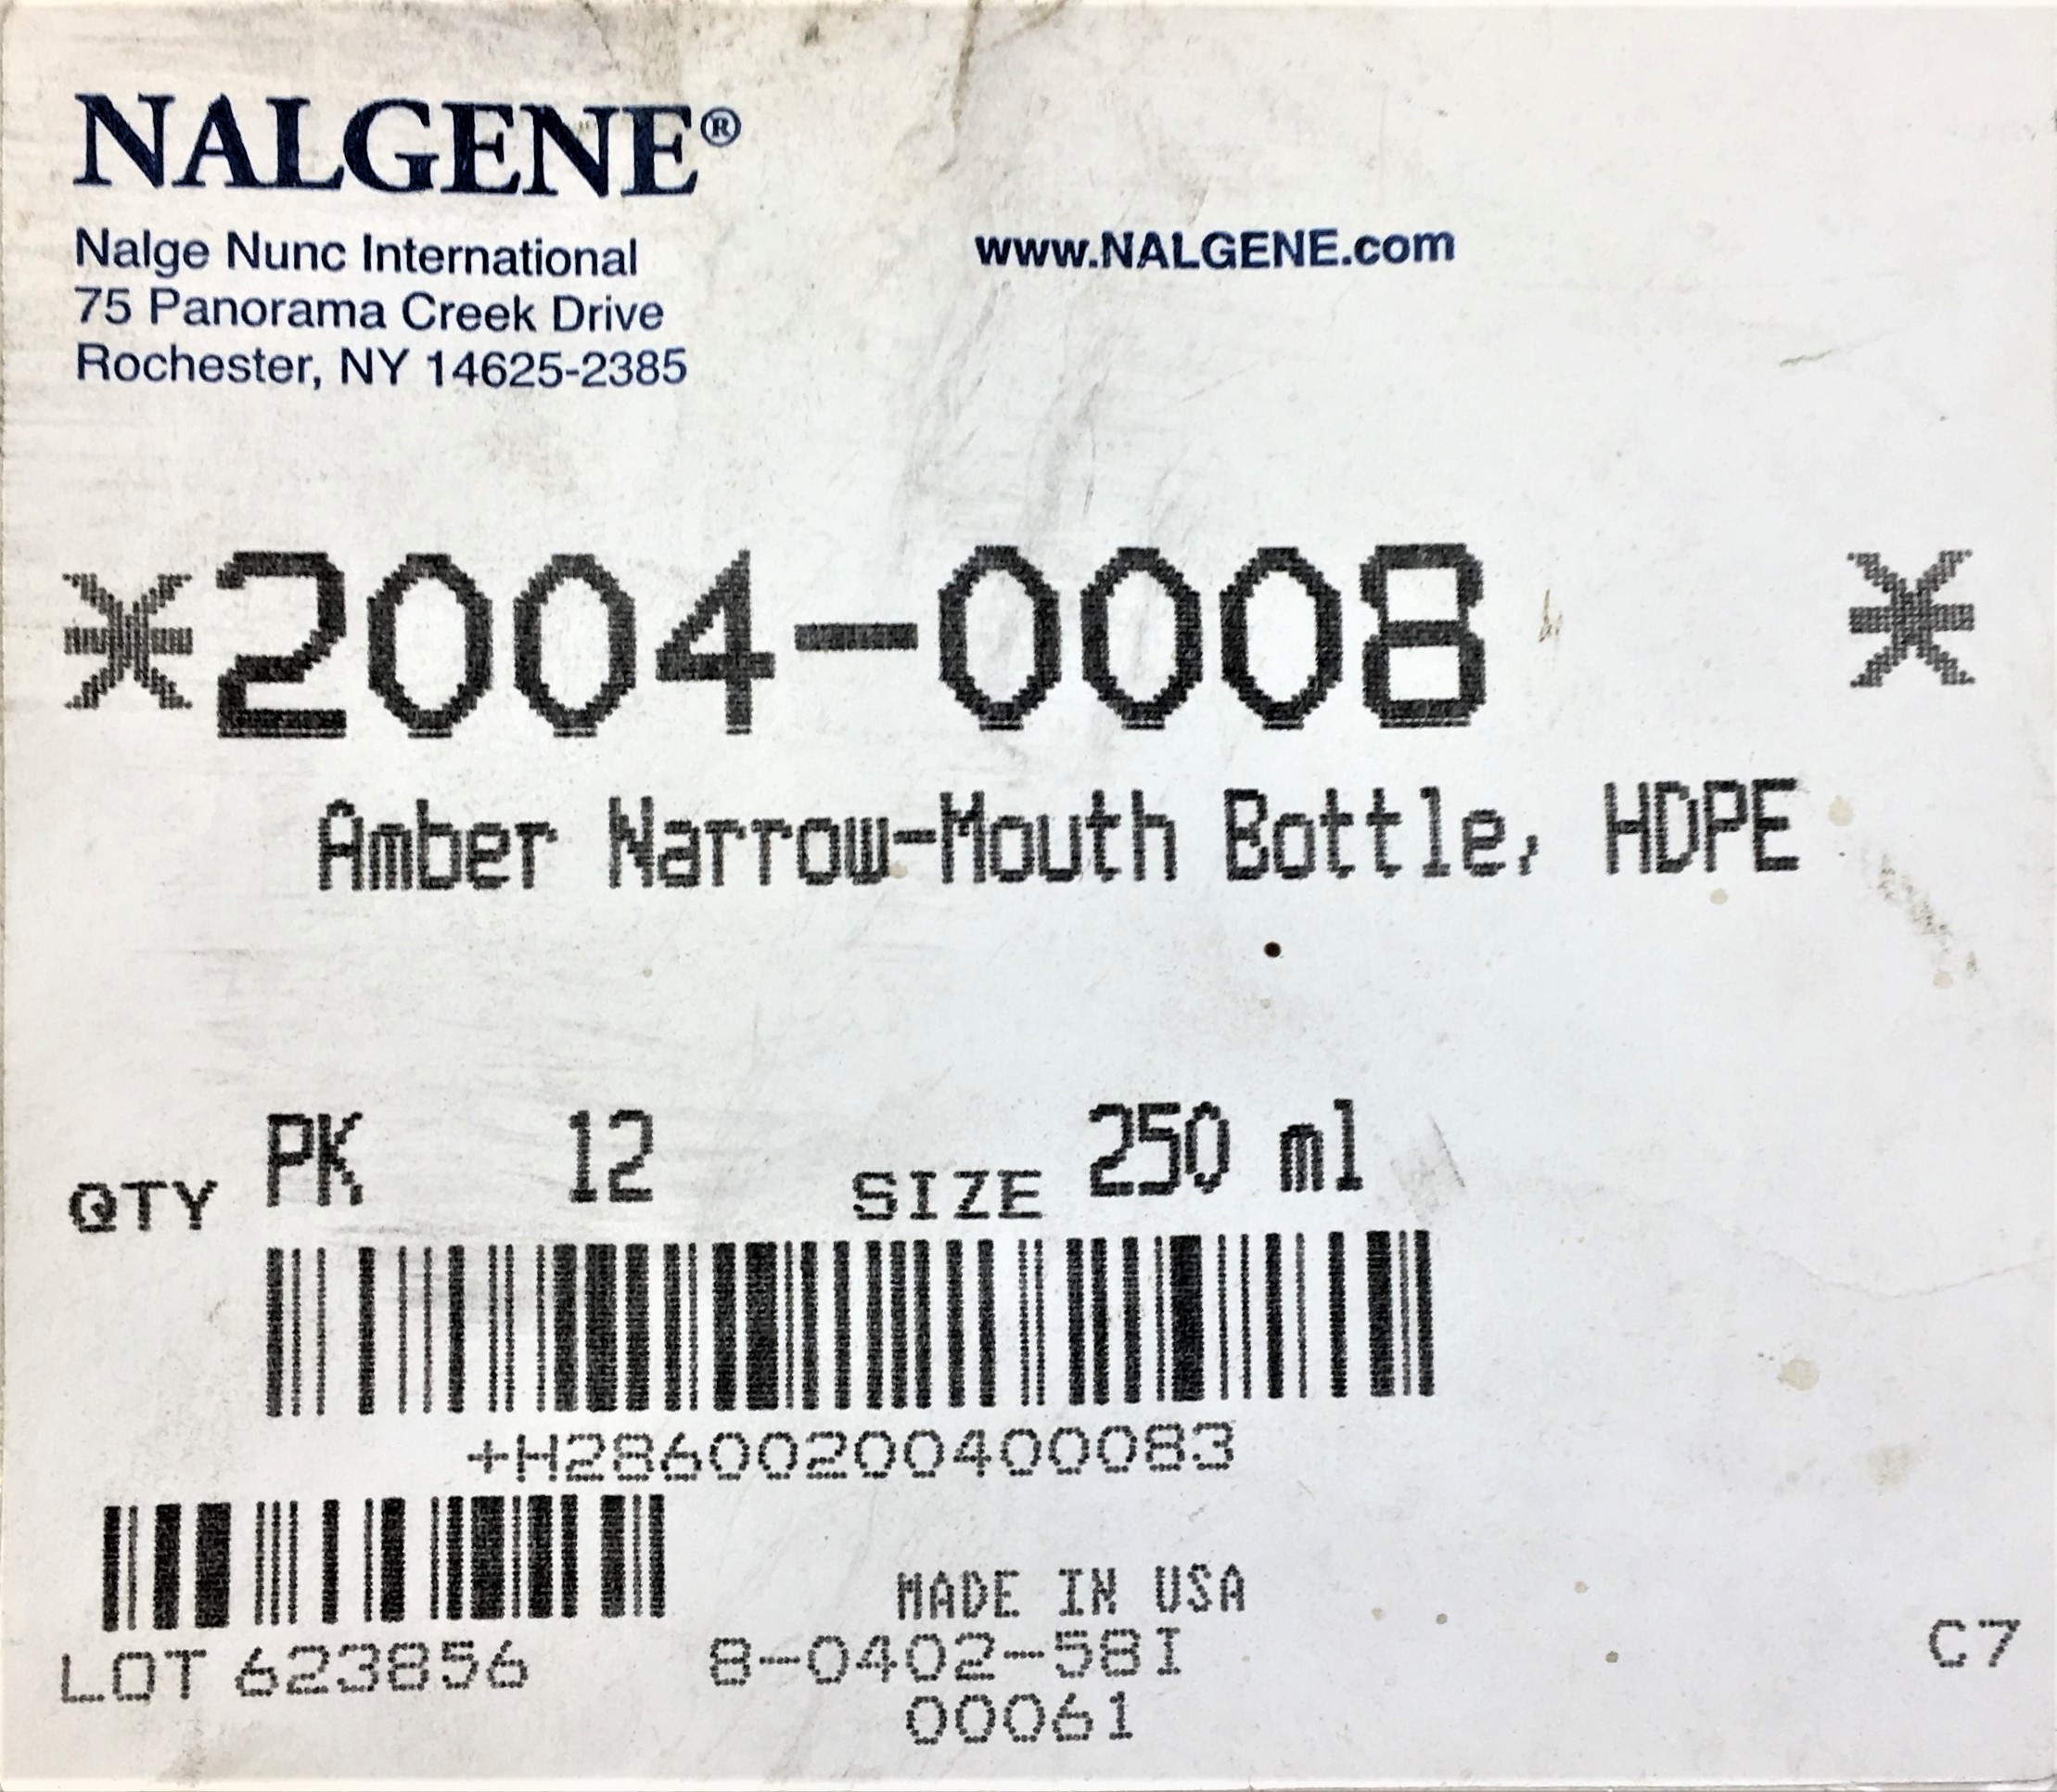 NALGENE®
Nalge Nunc International
www.NALGENE.com
75 Panorama Creek Drive
Rochester, NY 14625-2385
*2004-0008 *
Amber Narrow-Mouth Bottle, HDPE
QTY PK 12 SIZE 250 ml
+H28600200400083
MADE IN USA
LOT 623856 8-0402-58I C7
00061